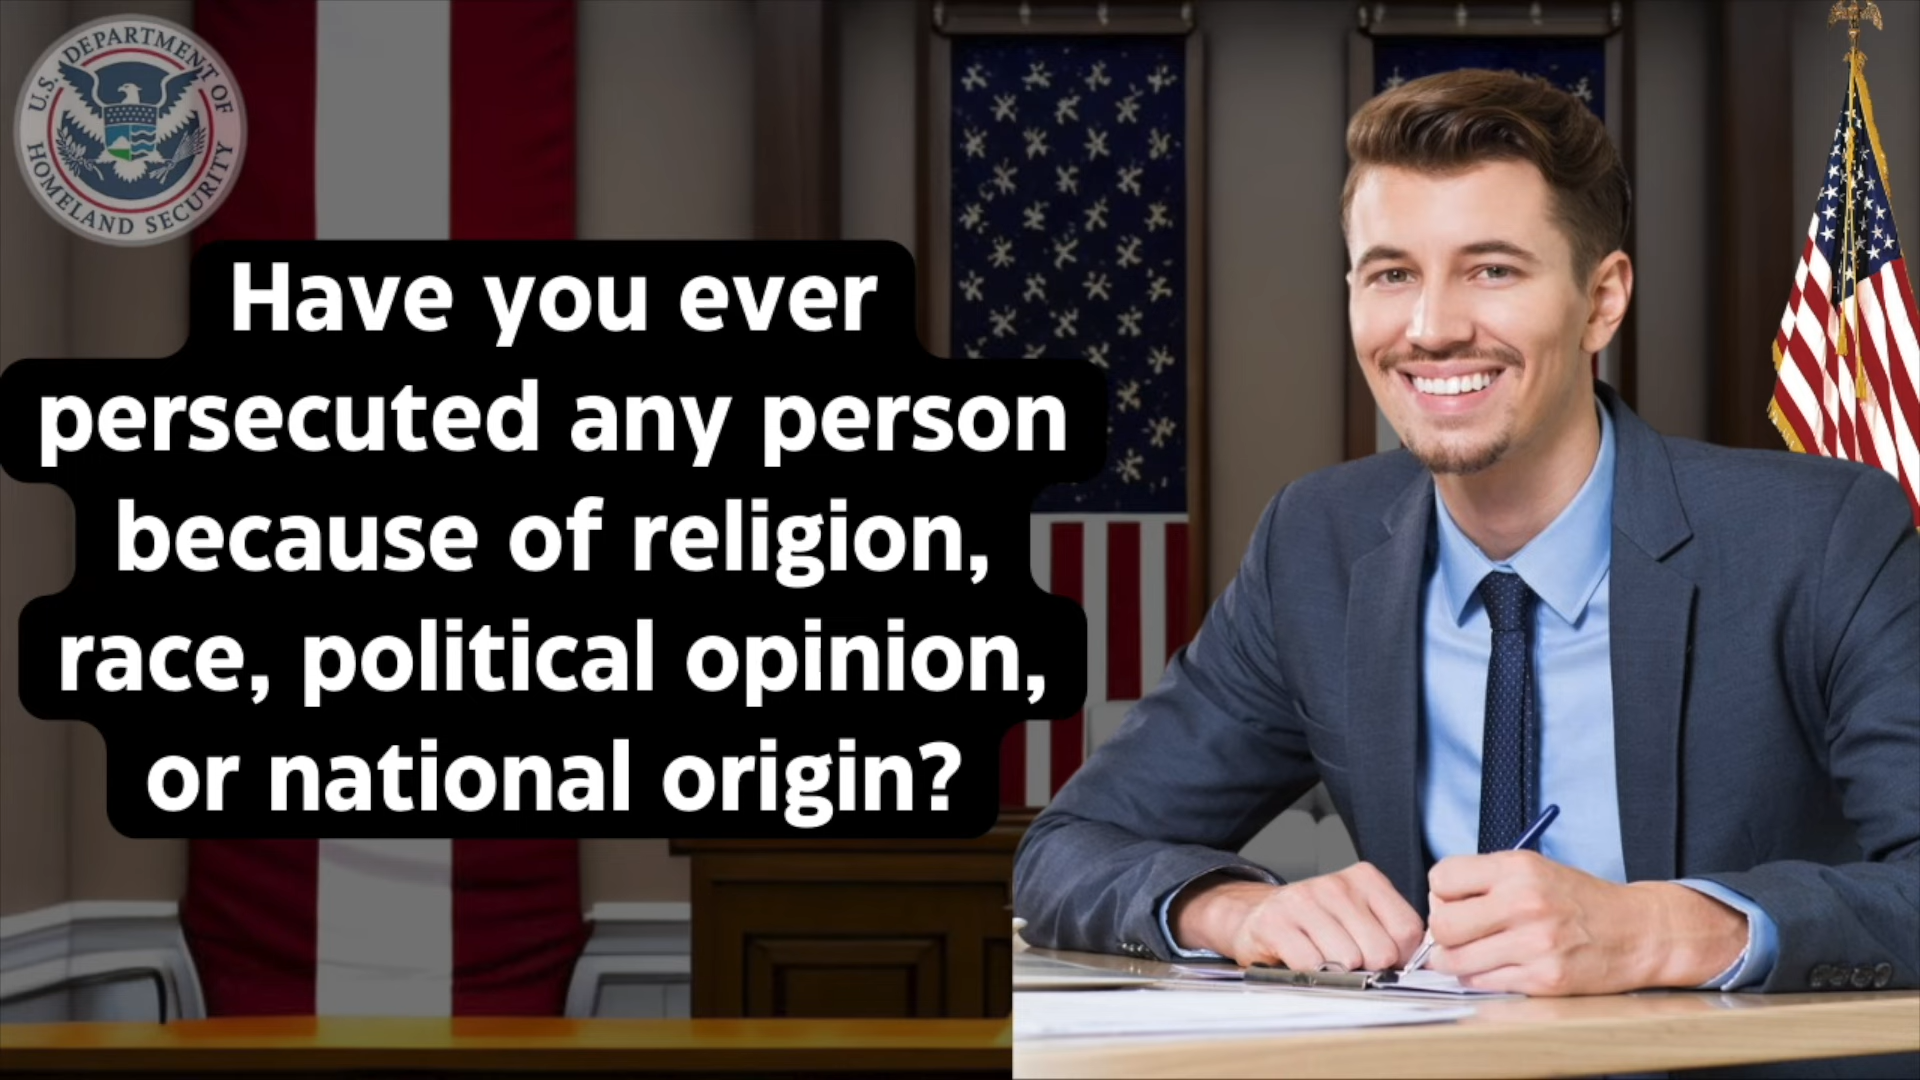 U.S. DEPARTMENT OF
HOMELAND SECURITY
Have you ever
persecuted any person
because of religion,
race, political opinion,
or national origin?